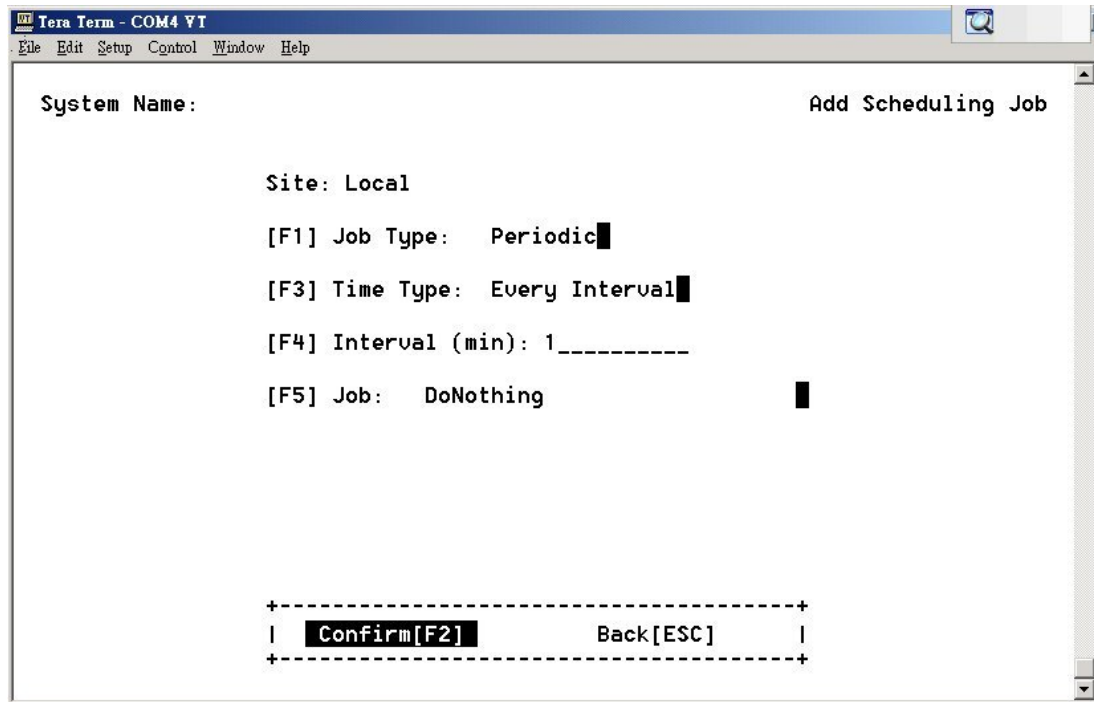 Tera Term - COM4 VT
File Edit Setup Control Window Help
System Name: Add Scheduling Job
Site: Local
[F1] Job Type: Periodic
[F3] Time Type: Every Interval
[F4] Interval (min): 1__________
[F5] Job: DoNothing
+---------------------------------------+
| Confirm[F2] Back[ESC] |
+---------------------------------------+